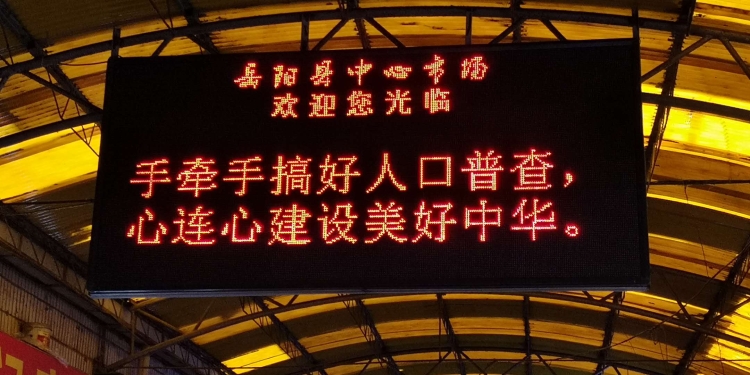 岳阳县中心市场
欢迎您光临
手牵手搞好人口普查，
心连心建设美好中华。